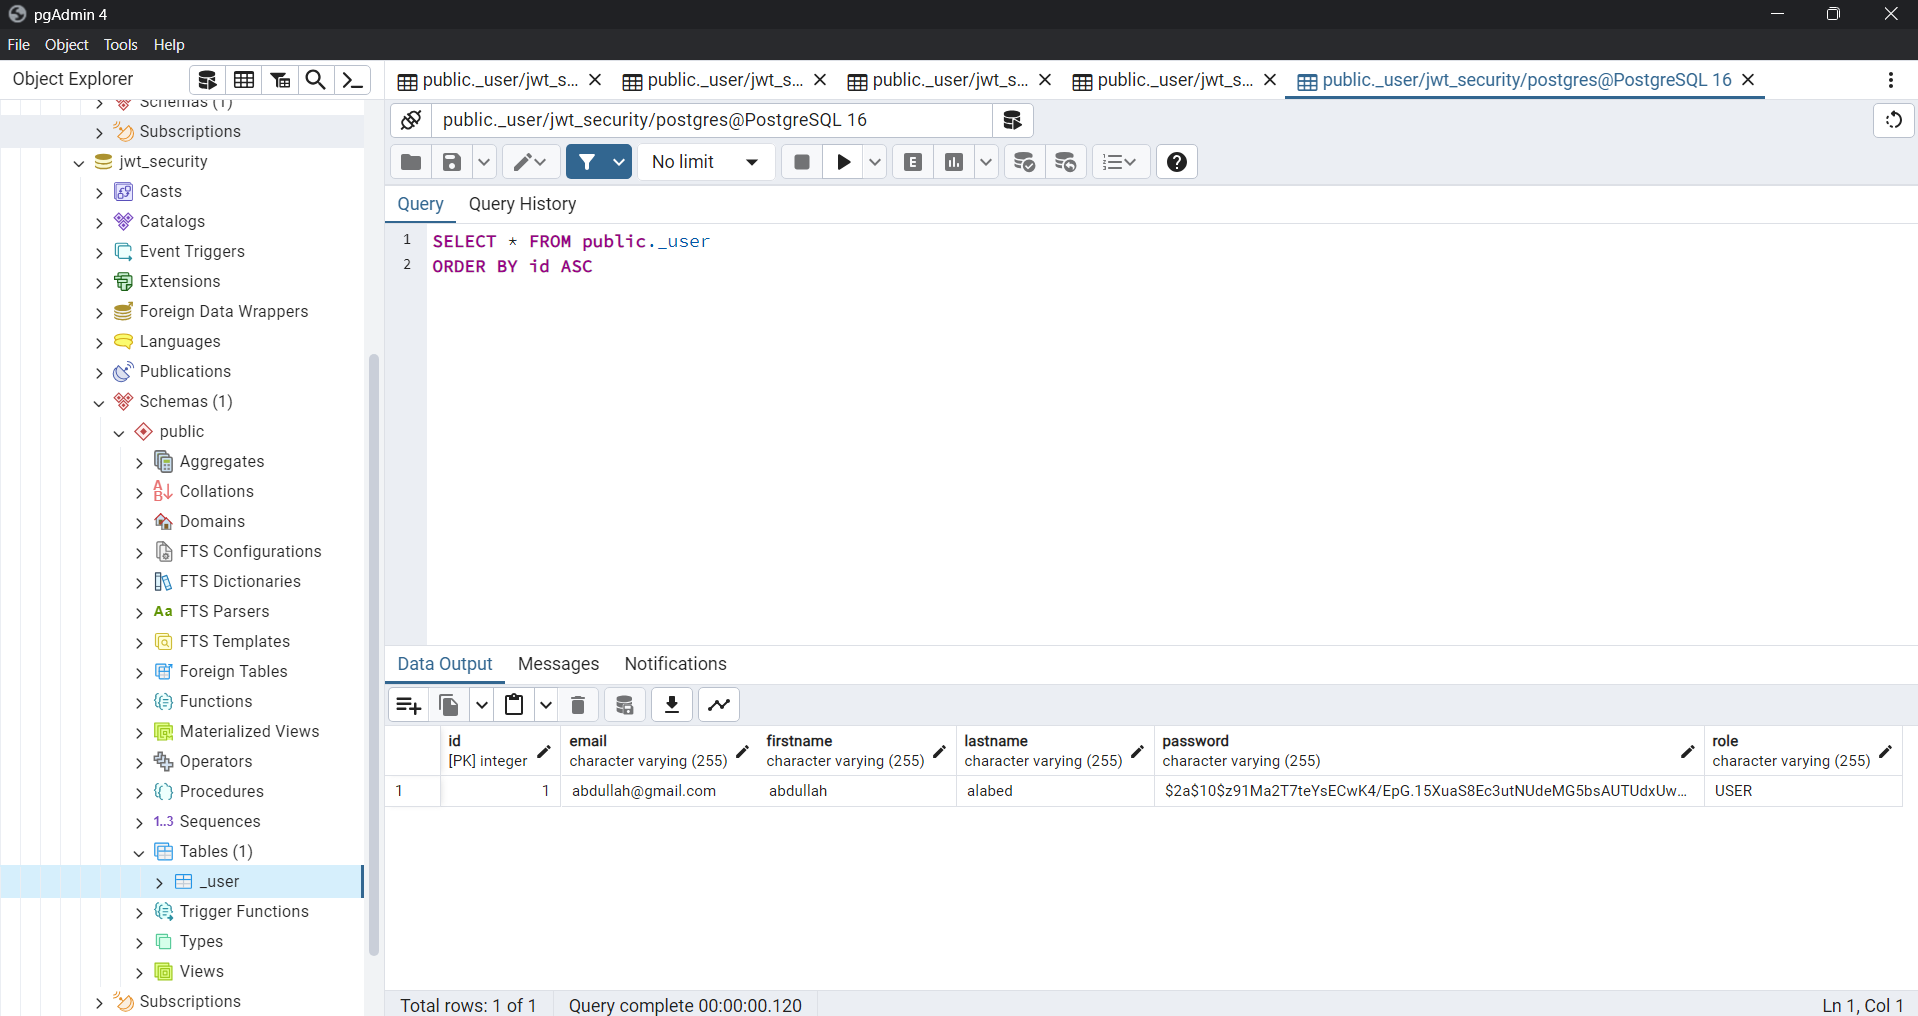 pgAdmin 4
File Object Tools Help
Object Explorer
public._user/jwt_s...
public._user/jwt_s...
public._user/jwt_s...
public._user/jwt_s...
public._user/jwt_security/postgres@PostgreSQL 16
Schemas (1)
Subscriptions
jwt_security
Casts
Catalogs
Event Triggers
Extensions
Foreign Data Wrappers
Languages
Publications
Schemas (1)
public
Aggregates
Collations
Domains
FTS Configurations
FTS Dictionaries
Aa FTS Parsers
FTS Templates
Foreign Tables
Functions
Materialized Views
Operators
Procedures
1..3 Sequences
Tables (1)
_user
Trigger Functions
Types
Views
Subscriptions
public._user/jwt_security/postgres@PostgreSQL 16
No limit
E
Query Query History
1 SELECT * FROM public._user
2 ORDER BY id ASC
Data Output Messages Notifications
id email firstname lastname password role
[PK] integer character varying (255) character varying (255) character varying (255) character varying (255) character varying (255)
1 1 abdullah@gmail.com abdullah alabed $2a$10$z91Ma2T7teYsECwK4/EpG.15XuaS8Ec3utNUdeMG5bsAUTUdxUw... USER
Total rows: 1 of 1 Query complete 00:00:00.120 Ln 1, Col 1